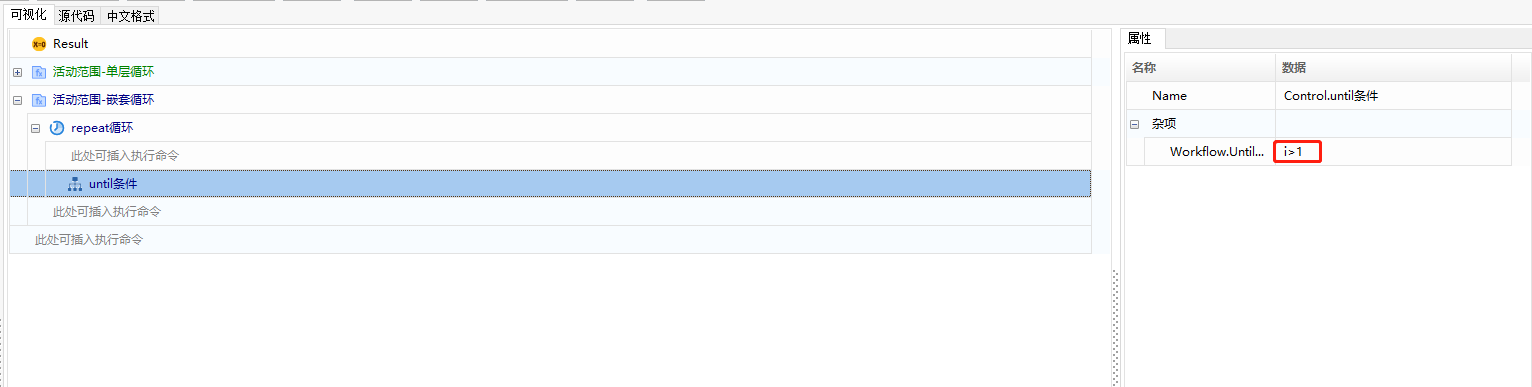 可视化 源代码 中文格式
Result
活动范围-单层循环
活动范围-嵌套循环
repeat循环
此处可插入执行命令
until条件
此处可插入执行命令
此处可插入执行命令
属性
名称 数据
Name Control.until条件
杂项
Workflow.Until... i>1